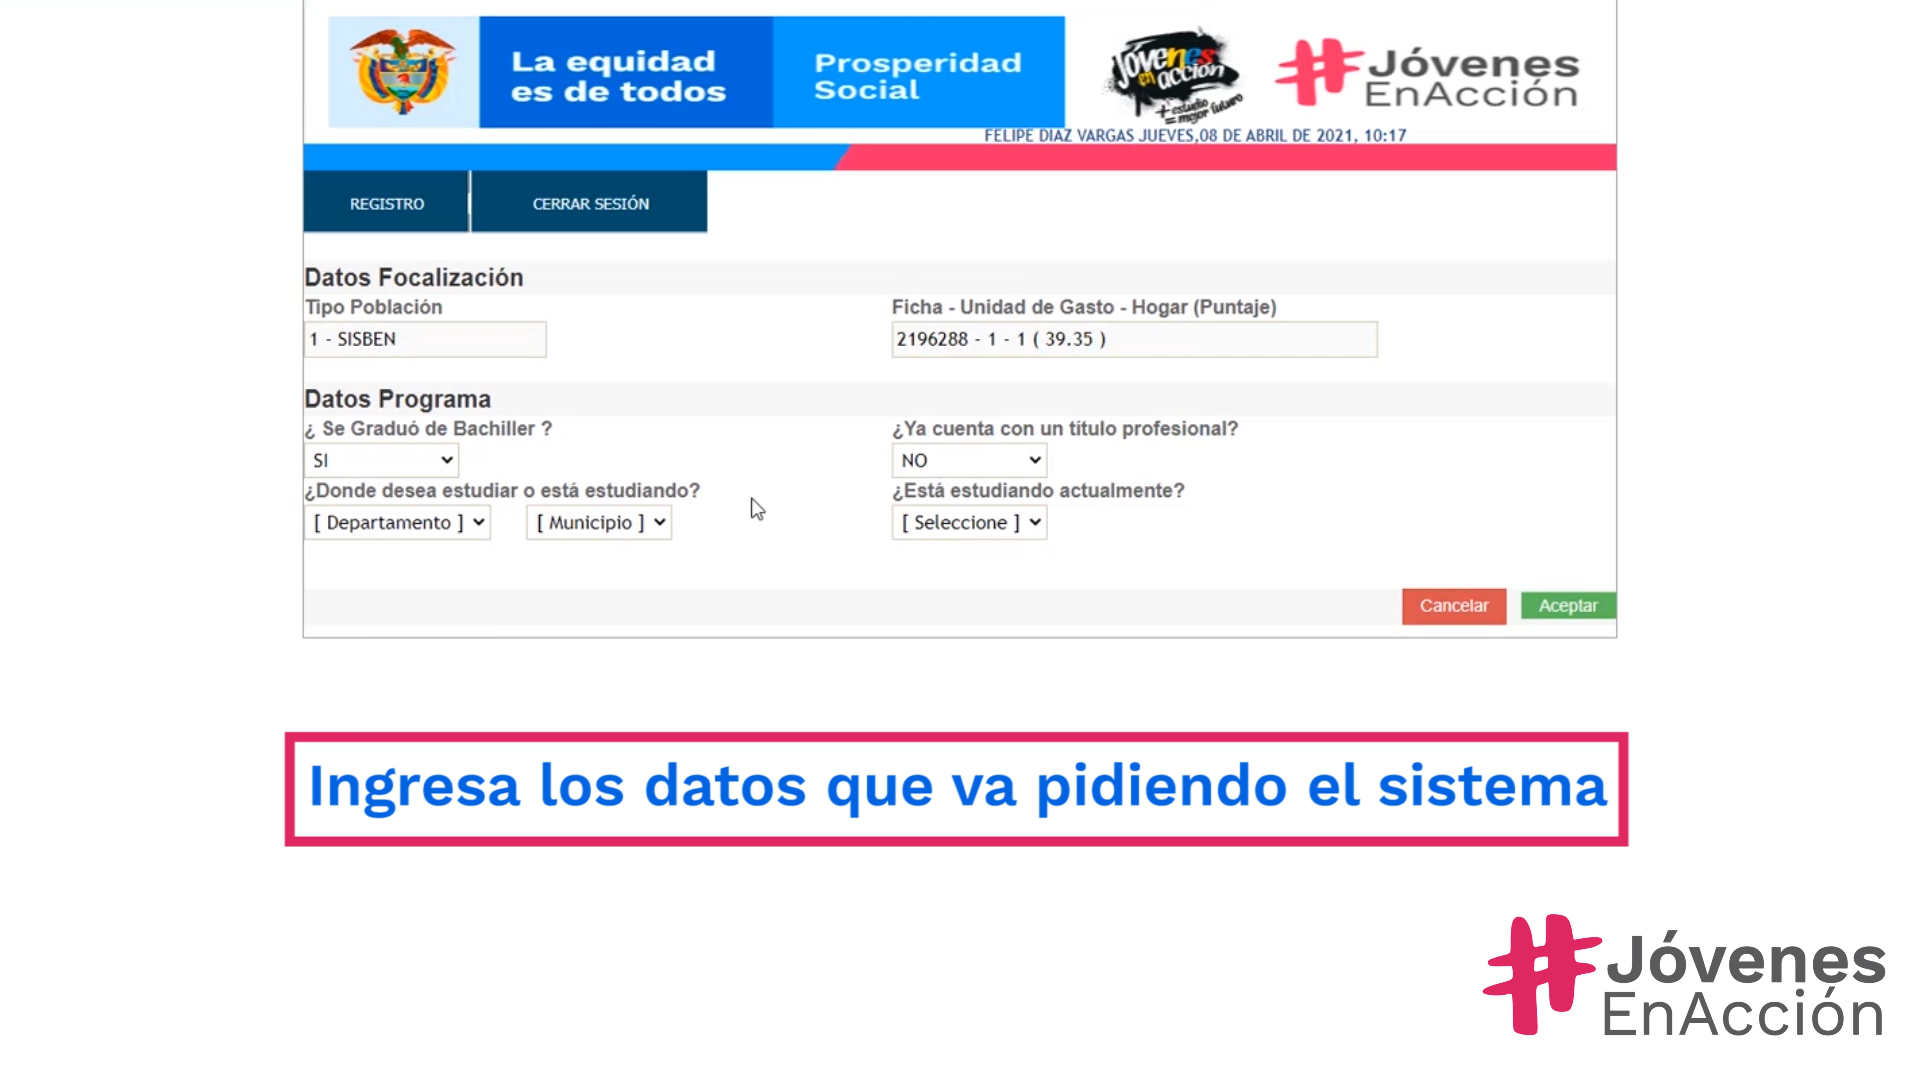 La equidad
es de todos
Prosperidad
Social
Jóvenes
en acción
+ estudio
= mejor futuro
Jóvenes
EnAcción
FELIPE DIAZ VARGAS JUEVES,08 DE ABRIL DE 2021, 10:17
REGISTRO CERRAR SESIÓN
Datos Focalización
Tipo Población Ficha - Unidad de Gasto - Hogar (Puntaje)
1 - SISBEN 2196288 - 1 - 1 ( 39.35 )
Datos Programa
¿ Se Graduó de Bachiller ? ¿Ya cuenta con un título profesional?
SI NO
¿Donde desea estudiar o está estudiando? ¿Está estudiando actualmente?
[ Departamento ] [ Municipio ] [ Seleccione ]
Cancelar Aceptar
Ingresa los datos que va pidiendo el sistema
Jóvenes
EnAcción